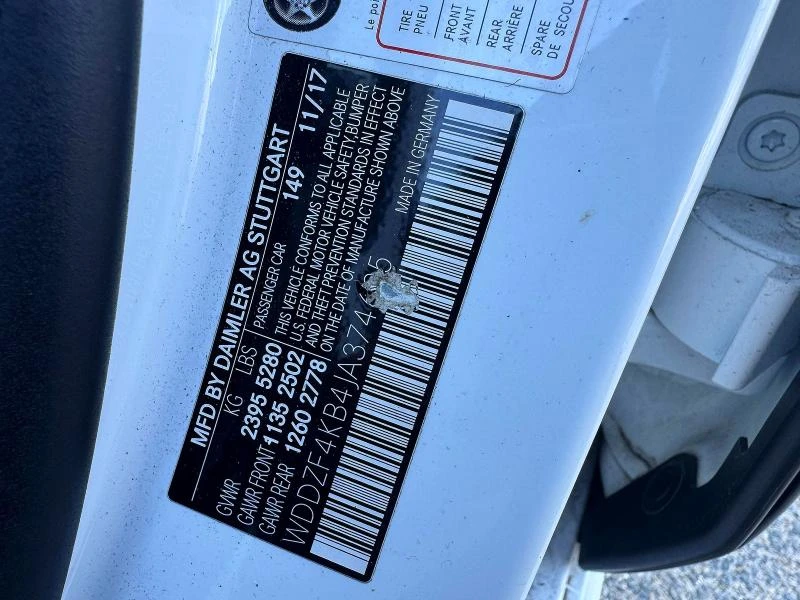 Le po
TIRE
PNEU
FRONT
AVANT
REAR
ARRIÈRE
SPARE
DE SECOU
MFD BY DAIMLER AG STUTTGART
KG LBS PASSENGER CAR 149 11/17
GVWR 2395 5280 THIS VEHICLE CONFORMS TO ALL APPLICABLE
GAWR FRONT 1135 2502 U.S. FEDERAL MOTOR VEHICLE SAFETY, BUMPER
GAWR REAR 1260 2778 AND THEFT PREVENTION STANDARDS IN EFFECT
ON THE DATE OF MANUFACTURE SHOWN ABOVE
MADE IN GERMANY